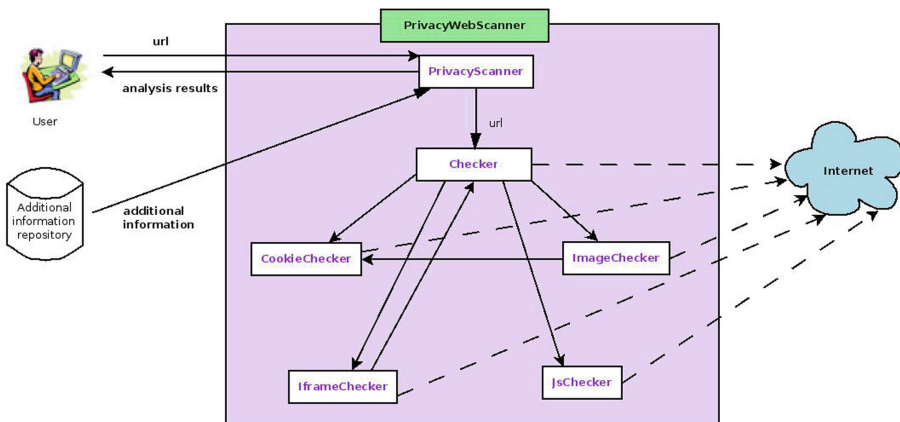 PrivacyWebScanner
url
PrivacyScanner
analysis results
User
url
Checker
Internet
Additional
information
repository
additional
information
CookieChecker
ImageChecker
IframeChecker
JsChecker